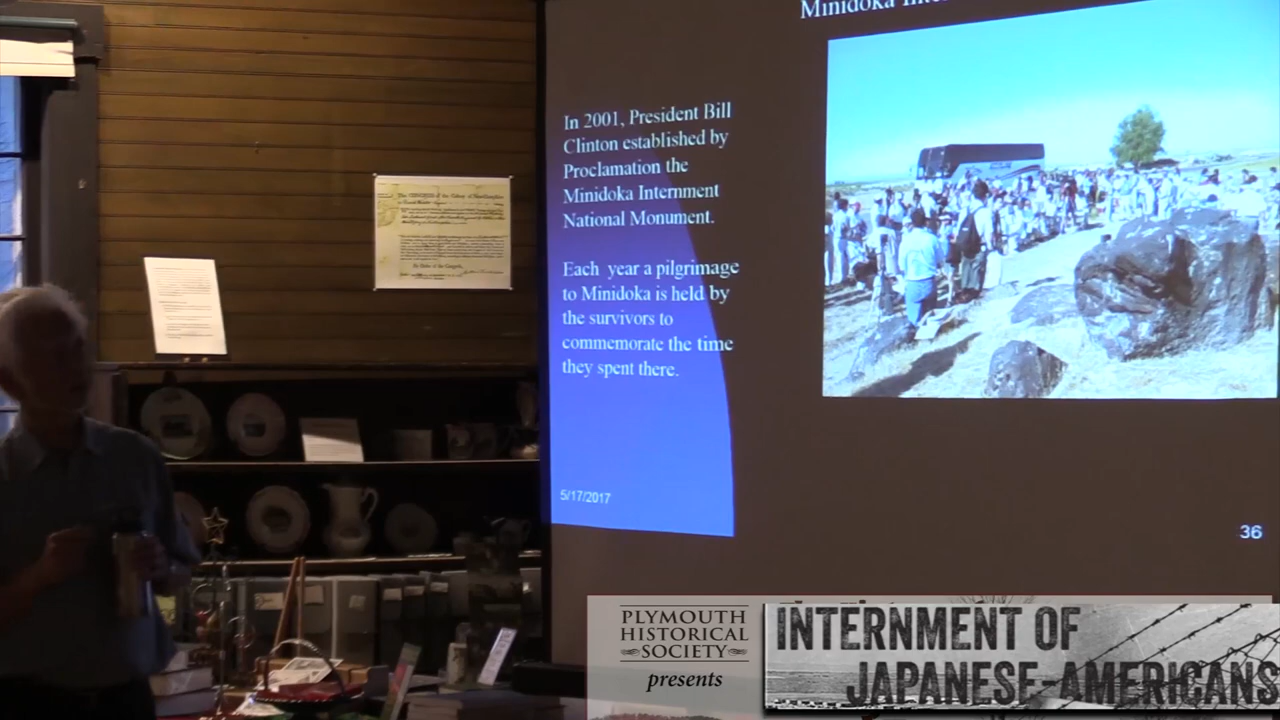 Minidoka
In 2001, President Bill
Clinton established by
Proclamation the
Minidoka Internment
National Monument.
Each year a pilgrimage
to Minidoka is held by
the survivors to
commemorate the time
they spent there.
5/17/2017
36
PLYMOUTH
HISTORICAL
SOCIETY
presents
INTERNMENT OF
JAPANESE-AMERICANS